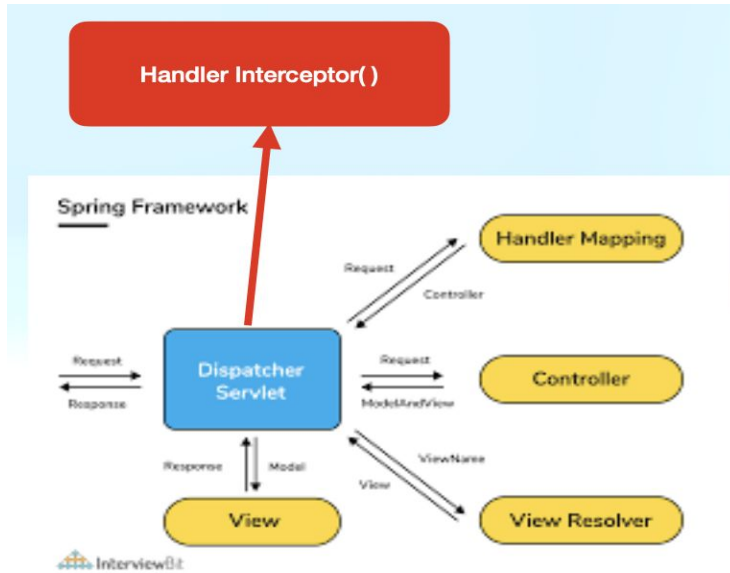 Handler Interceptor( )
Spring Framework
Handler Mapping
Request
Controller
Request
Response
Dispatcher
Servlet
Request
ModelAndView
Controller
Response
Model
ViewName
View
View
View Resolver
InterviewBit